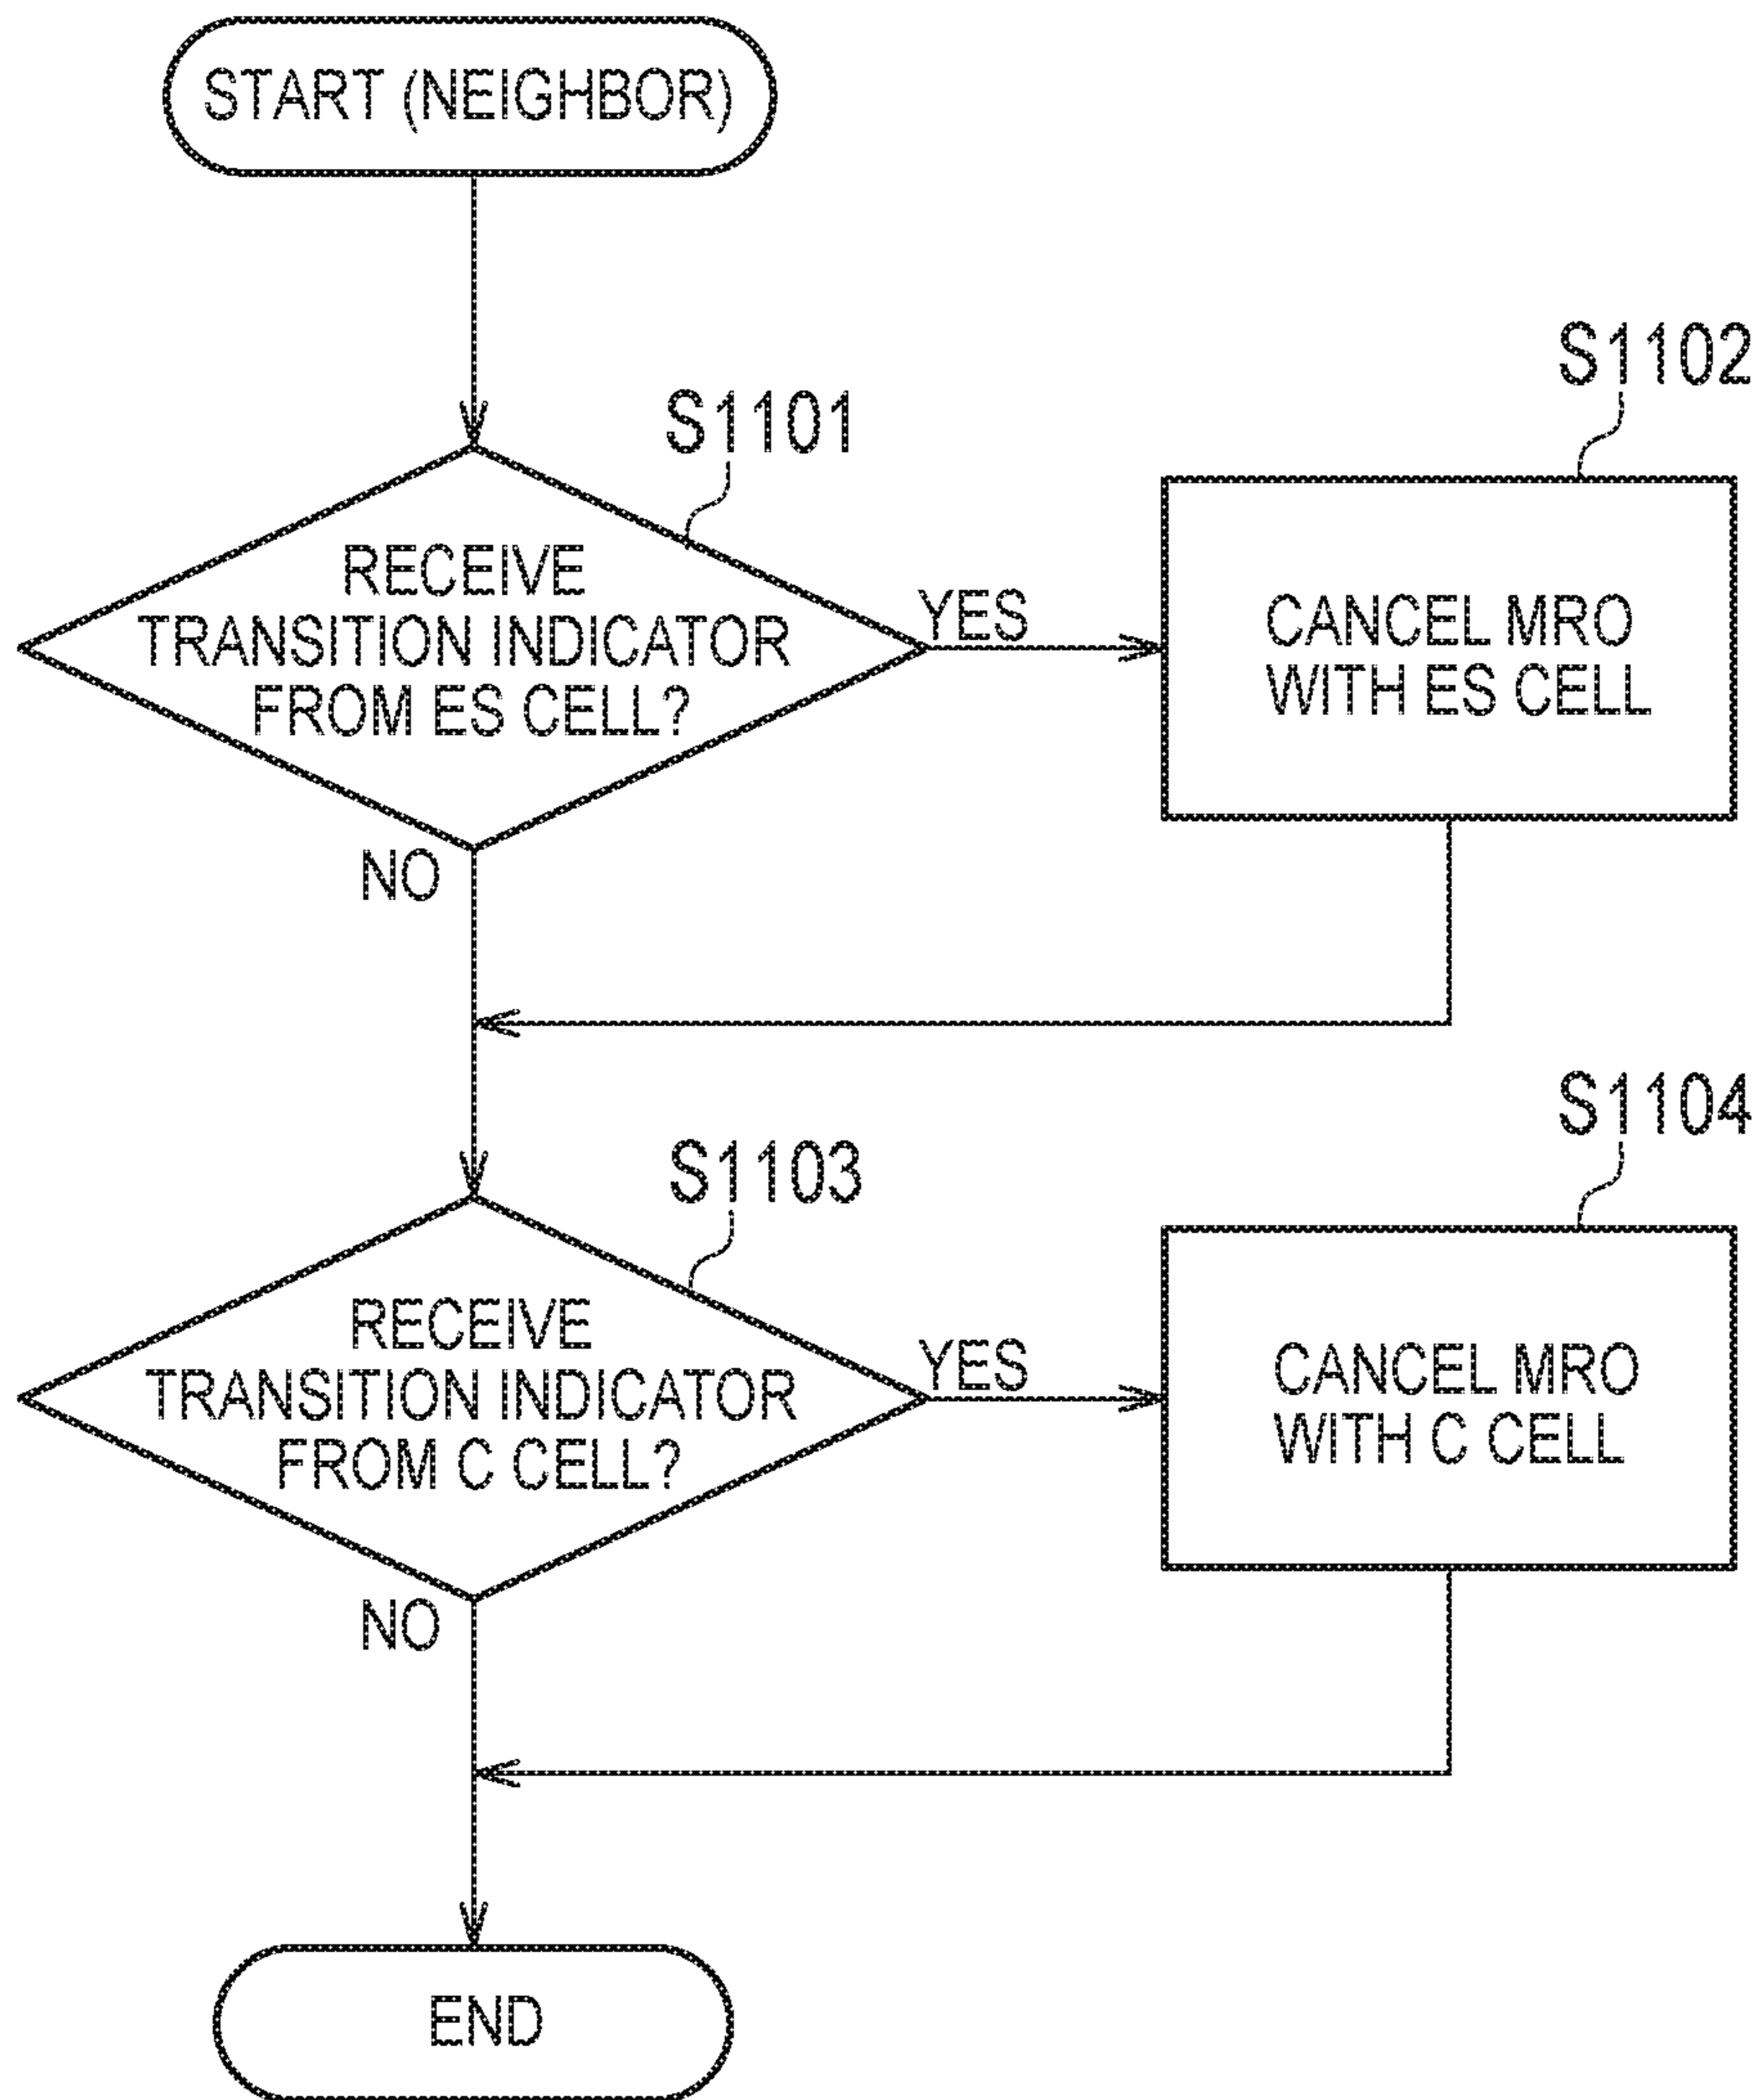 START (NEIGHBOR)
S1101
RECEIVE
TRANSITION INDICATOR
FROM ES CELL?
YES
NO
S1102
CANCEL MRO
WITH ES CELL
S1103
RECEIVE
TRANSITION INDICATOR
FROM C CELL?
YES
NO
S1104
CANCEL MRO
WITH C CELL
END